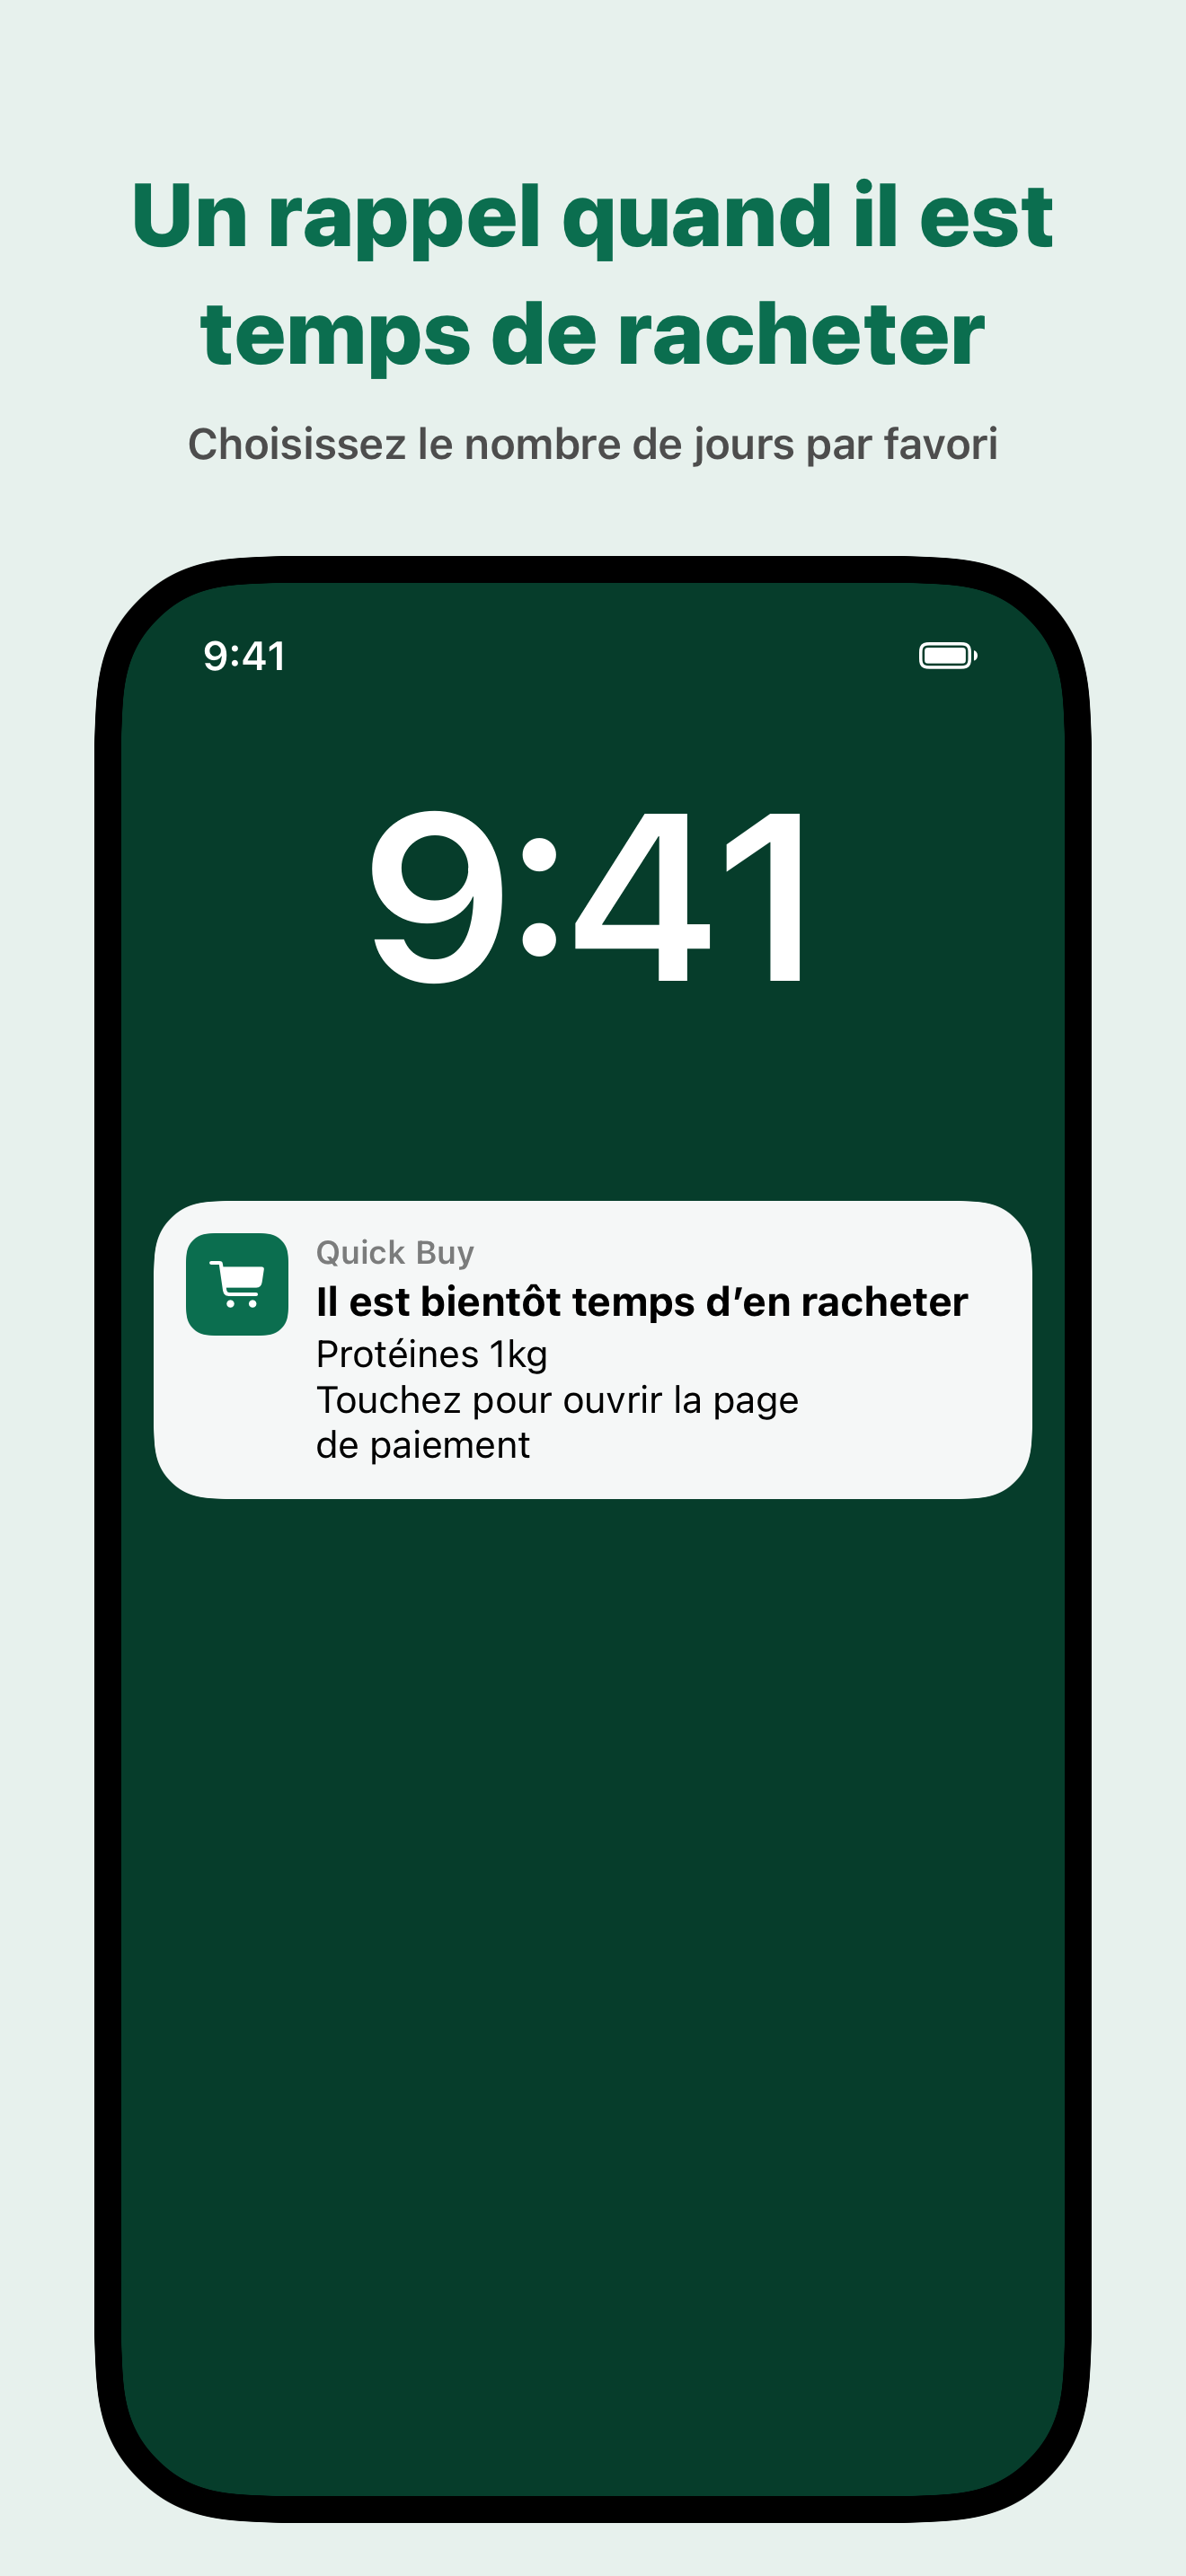 Un rappel quand il est
temps de racheter
Choisissez le nombre de jours par favori
9:41
9:41
Quick Buy
Il est bientôt temps d’en racheter
Protéines 1kg
Touchez pour ouvrir la page
de paiement